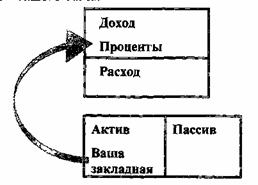 Доход
Проценты
Расход
Актив Пассив
Ваша
закладная